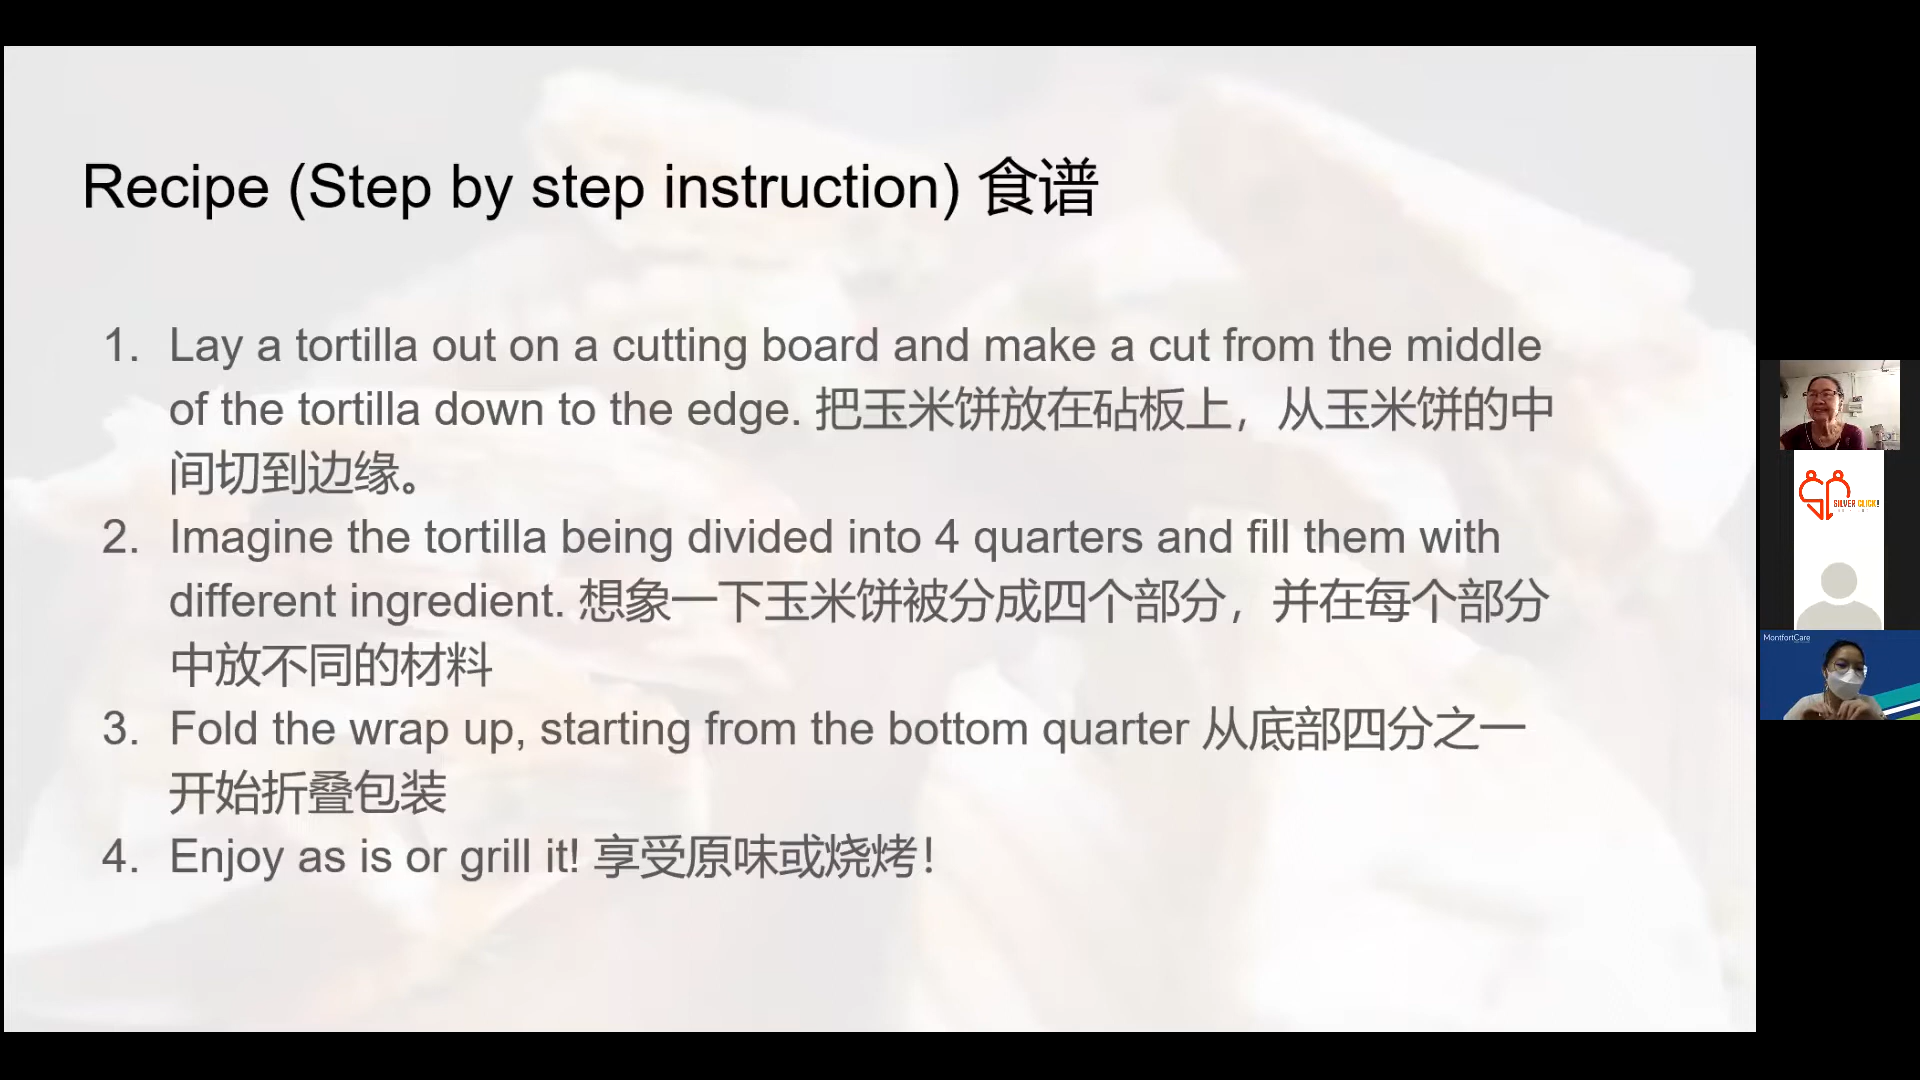 Recipe (Step by step instruction) 食谱
1. Lay a tortilla out on a cutting board and make a cut from the middle
of the tortilla down to the edge. 把玉米饼放在砧板上，从玉米饼的中
间切到边缘。
2. Imagine the tortilla being divided into 4 quarters and fill them with
different ingredient. 想象一下玉米饼被分成四个部分，并在每个部分
中放不同的材料
3. Fold the wrap up, starting from the bottom quarter 从底部四分之一
开始折叠包装
4. Enjoy as is or grill it! 享受原味或烧烤！
SILVER CLICK!
MontfortCare